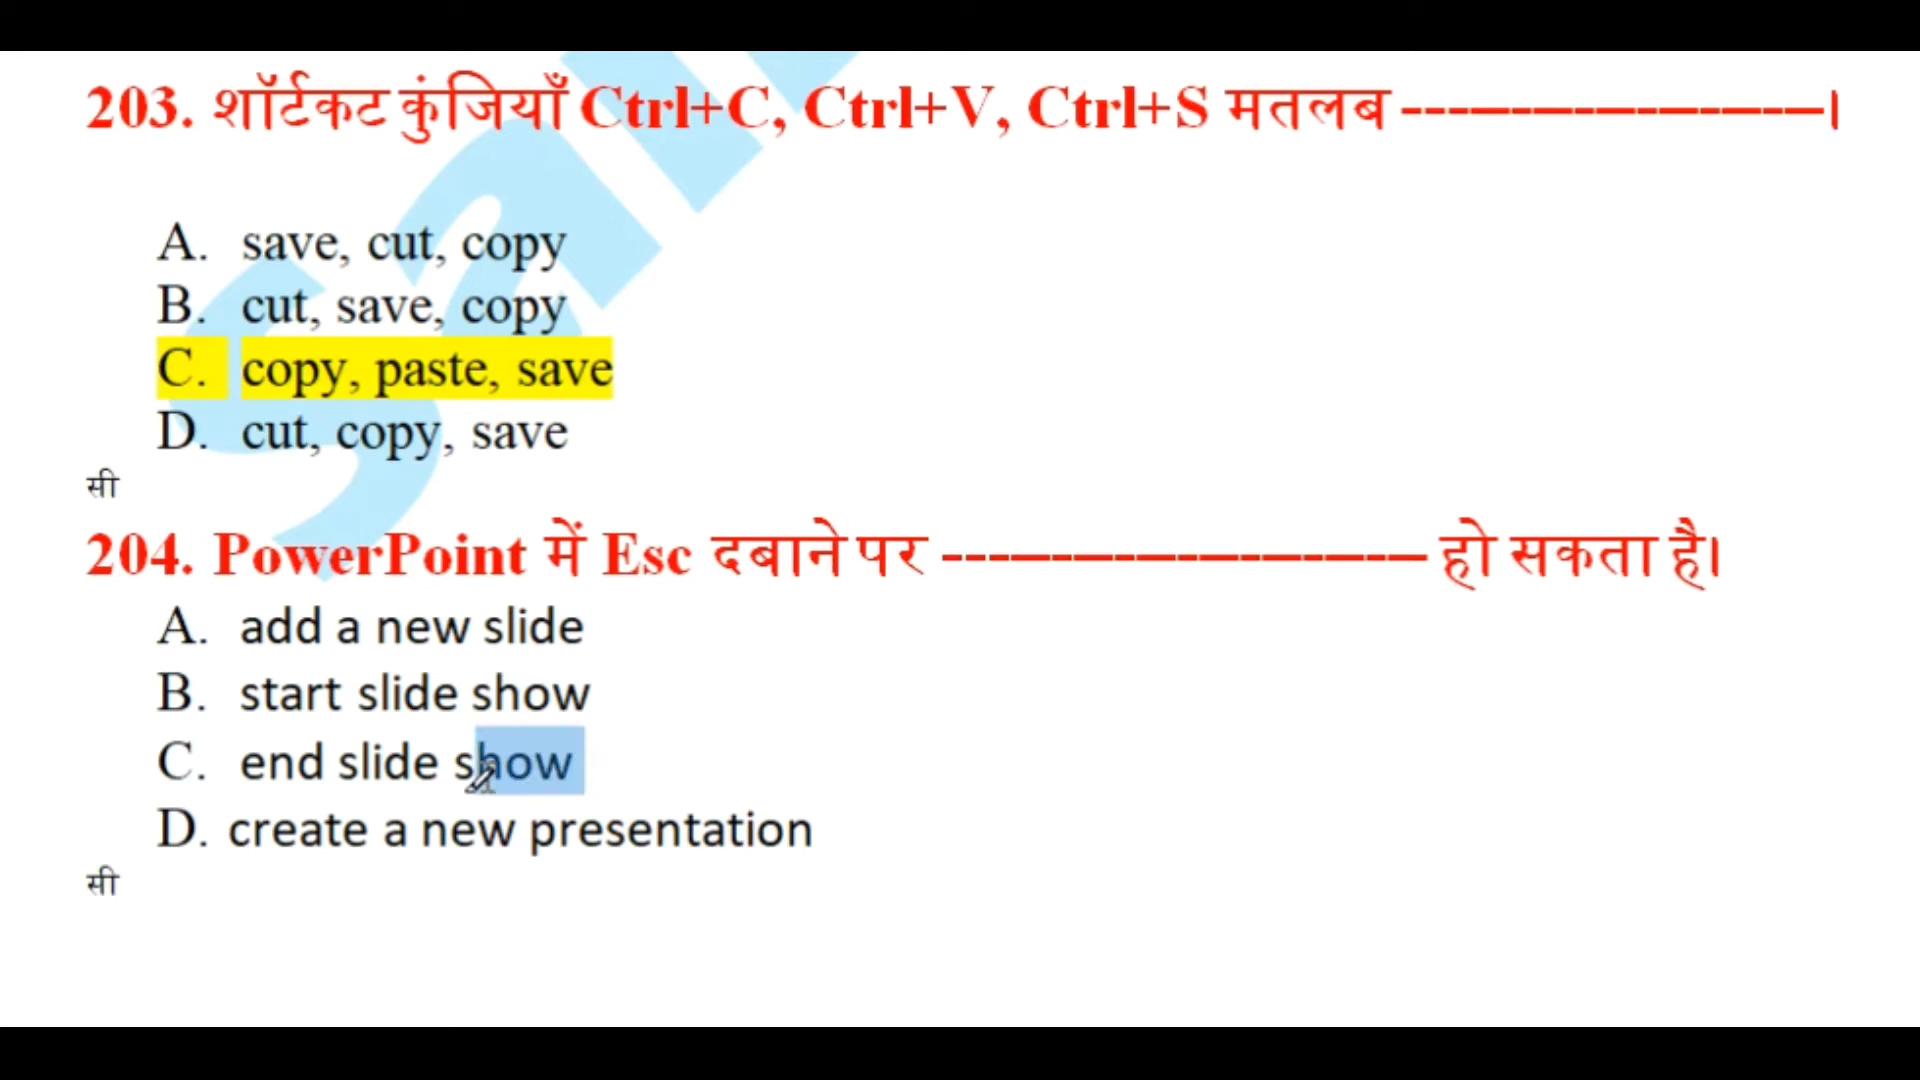 203. शॉर्टकट कुंजियाँ Ctrl+C, Ctrl+V, Ctrl+S मतलब --------------------।
A. save, cut, copy
B. cut, save, copy
C. copy, paste, save
D. cut, copy, save
सी
204. PowerPoint में Esc दबाने पर ----------------------- हो सकता है।
A. add a new slide
B. start slide show
C. end slide show
D. create a new presentation
सी